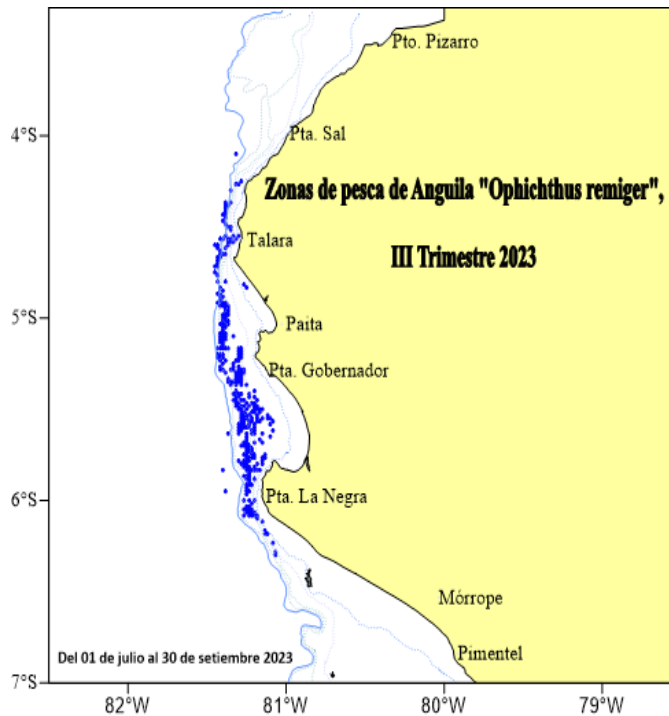 Pto. Pizarro
4°S
Pta. Sal
Zonas de pesca de Anguila "Ophichthus remiger",
III Trimestre 2023
Talara
5°S
Paita
Pta. Gobernador
6°S
Pta. La Negra
Mórrope
Pimentel
Del 01 de julio al 30 de setiembre 2023
7°S
82°W
81°W
80°W
79°W